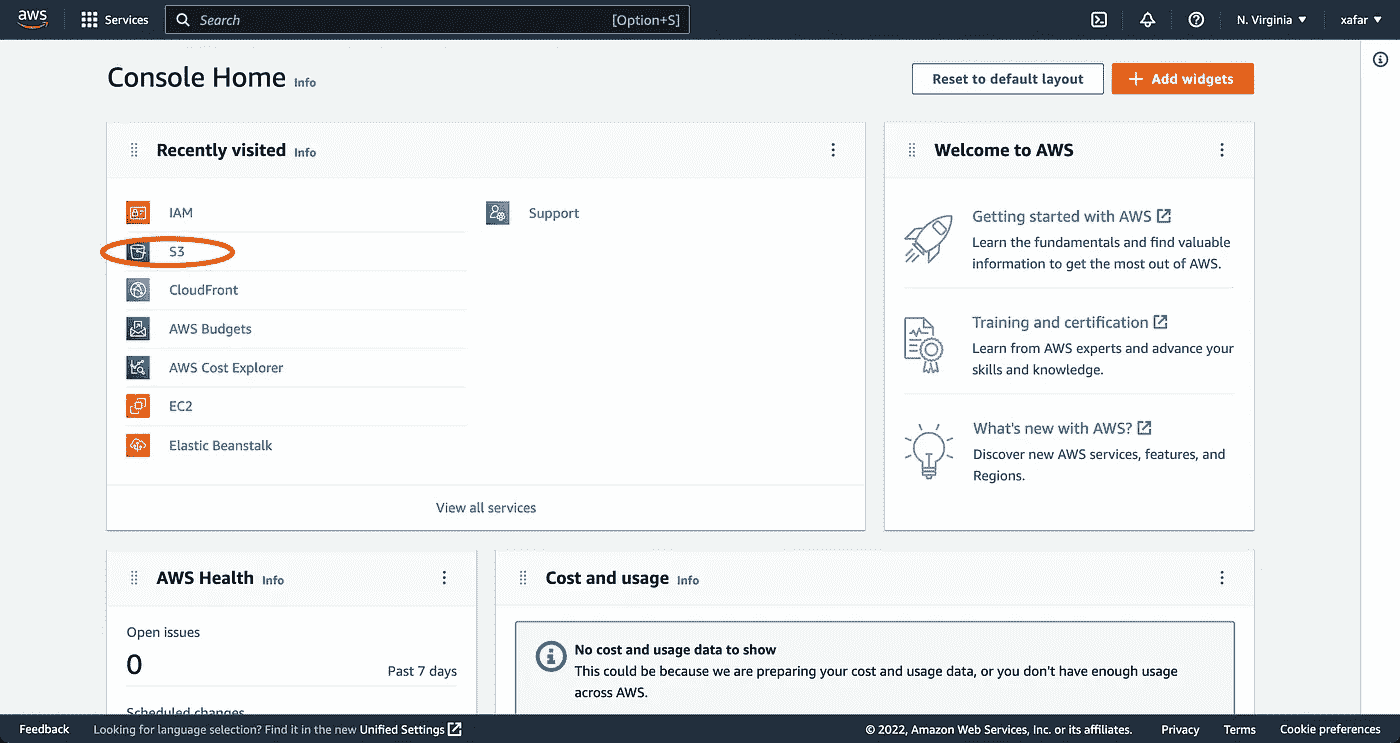 aws
Services
Search
[Option+S]
N. Virginia
xafar
Console Home Info
Reset to default layout
Add widgets
Recently visited Info
IAM
S3
CloudFront
AWS Budgets
AWS Cost Explorer
EC2
Elastic Beanstalk
Support
View all services
Welcome to AWS
Getting started with AWS
Learn the fundamentals and find valuable
information to get the most out of AWS.
Training and certification
Learn from AWS experts and advance your
skills and knowledge.
What's new with AWS?
Discover new AWS services, features, and
Regions.
AWS Health Info
Open issues
0
Past 7 days
Scheduled changes
Cost and usage Info
No cost and usage data to show
This could be because we are preparing your cost and usage data, or you don't have enough usage
across AWS.
Feedback
Looking for language selection? Find it in the new Unified Settings
© 2022, Amazon Web Services, Inc. or its affiliates.
Privacy
Terms
Cookie preferences